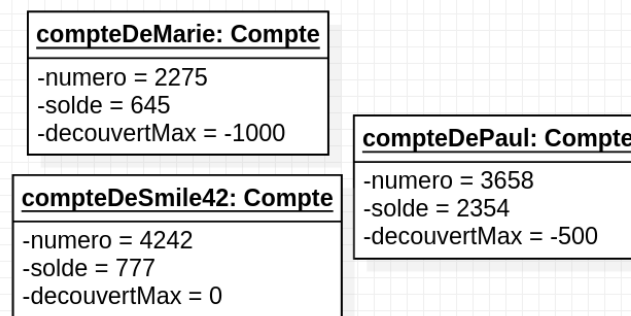 compteDeMarie: Compte
-numero = 2275
-solde = 645
-decouvertMax = -1000
compteDePaul: Compte
-numero = 3658
-solde = 2354
-decouvertMax = -500
compteDeSmile42: Compte
-numero = 4242
-solde = 777
-decouvertMax = 0